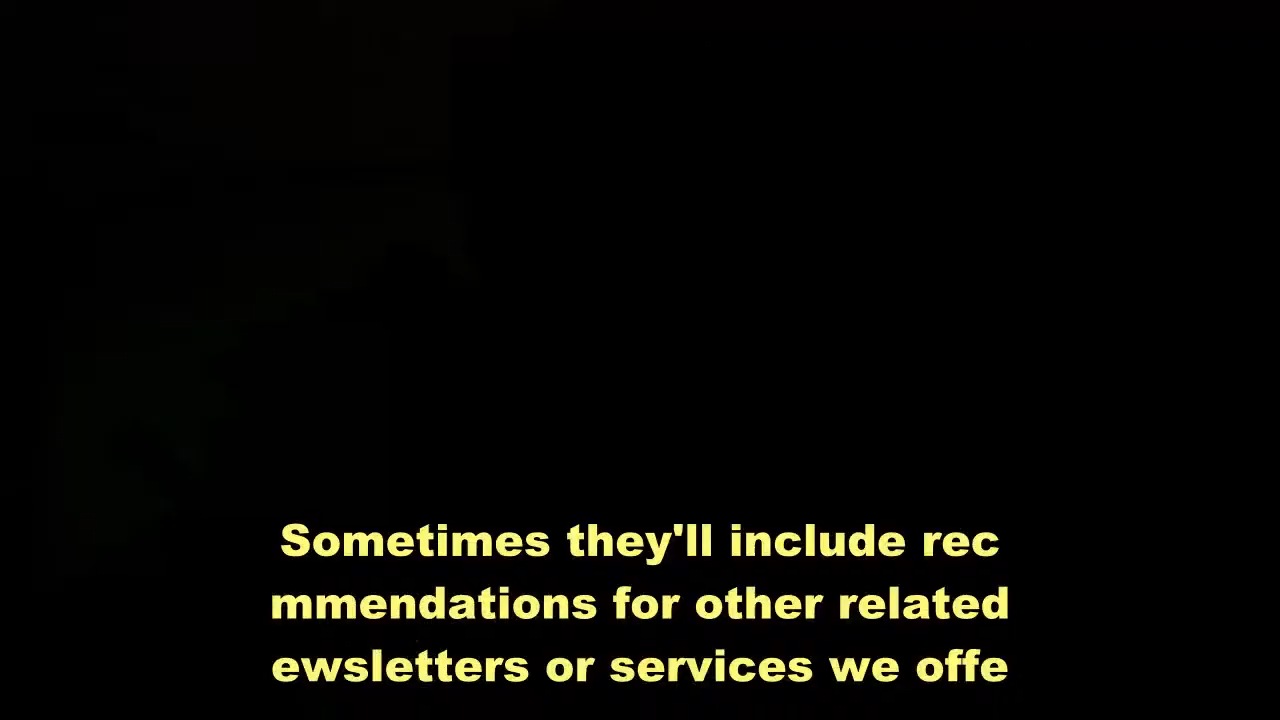 Sometimes they'll include rec
mmendations for other related
ewsletters or services we offe